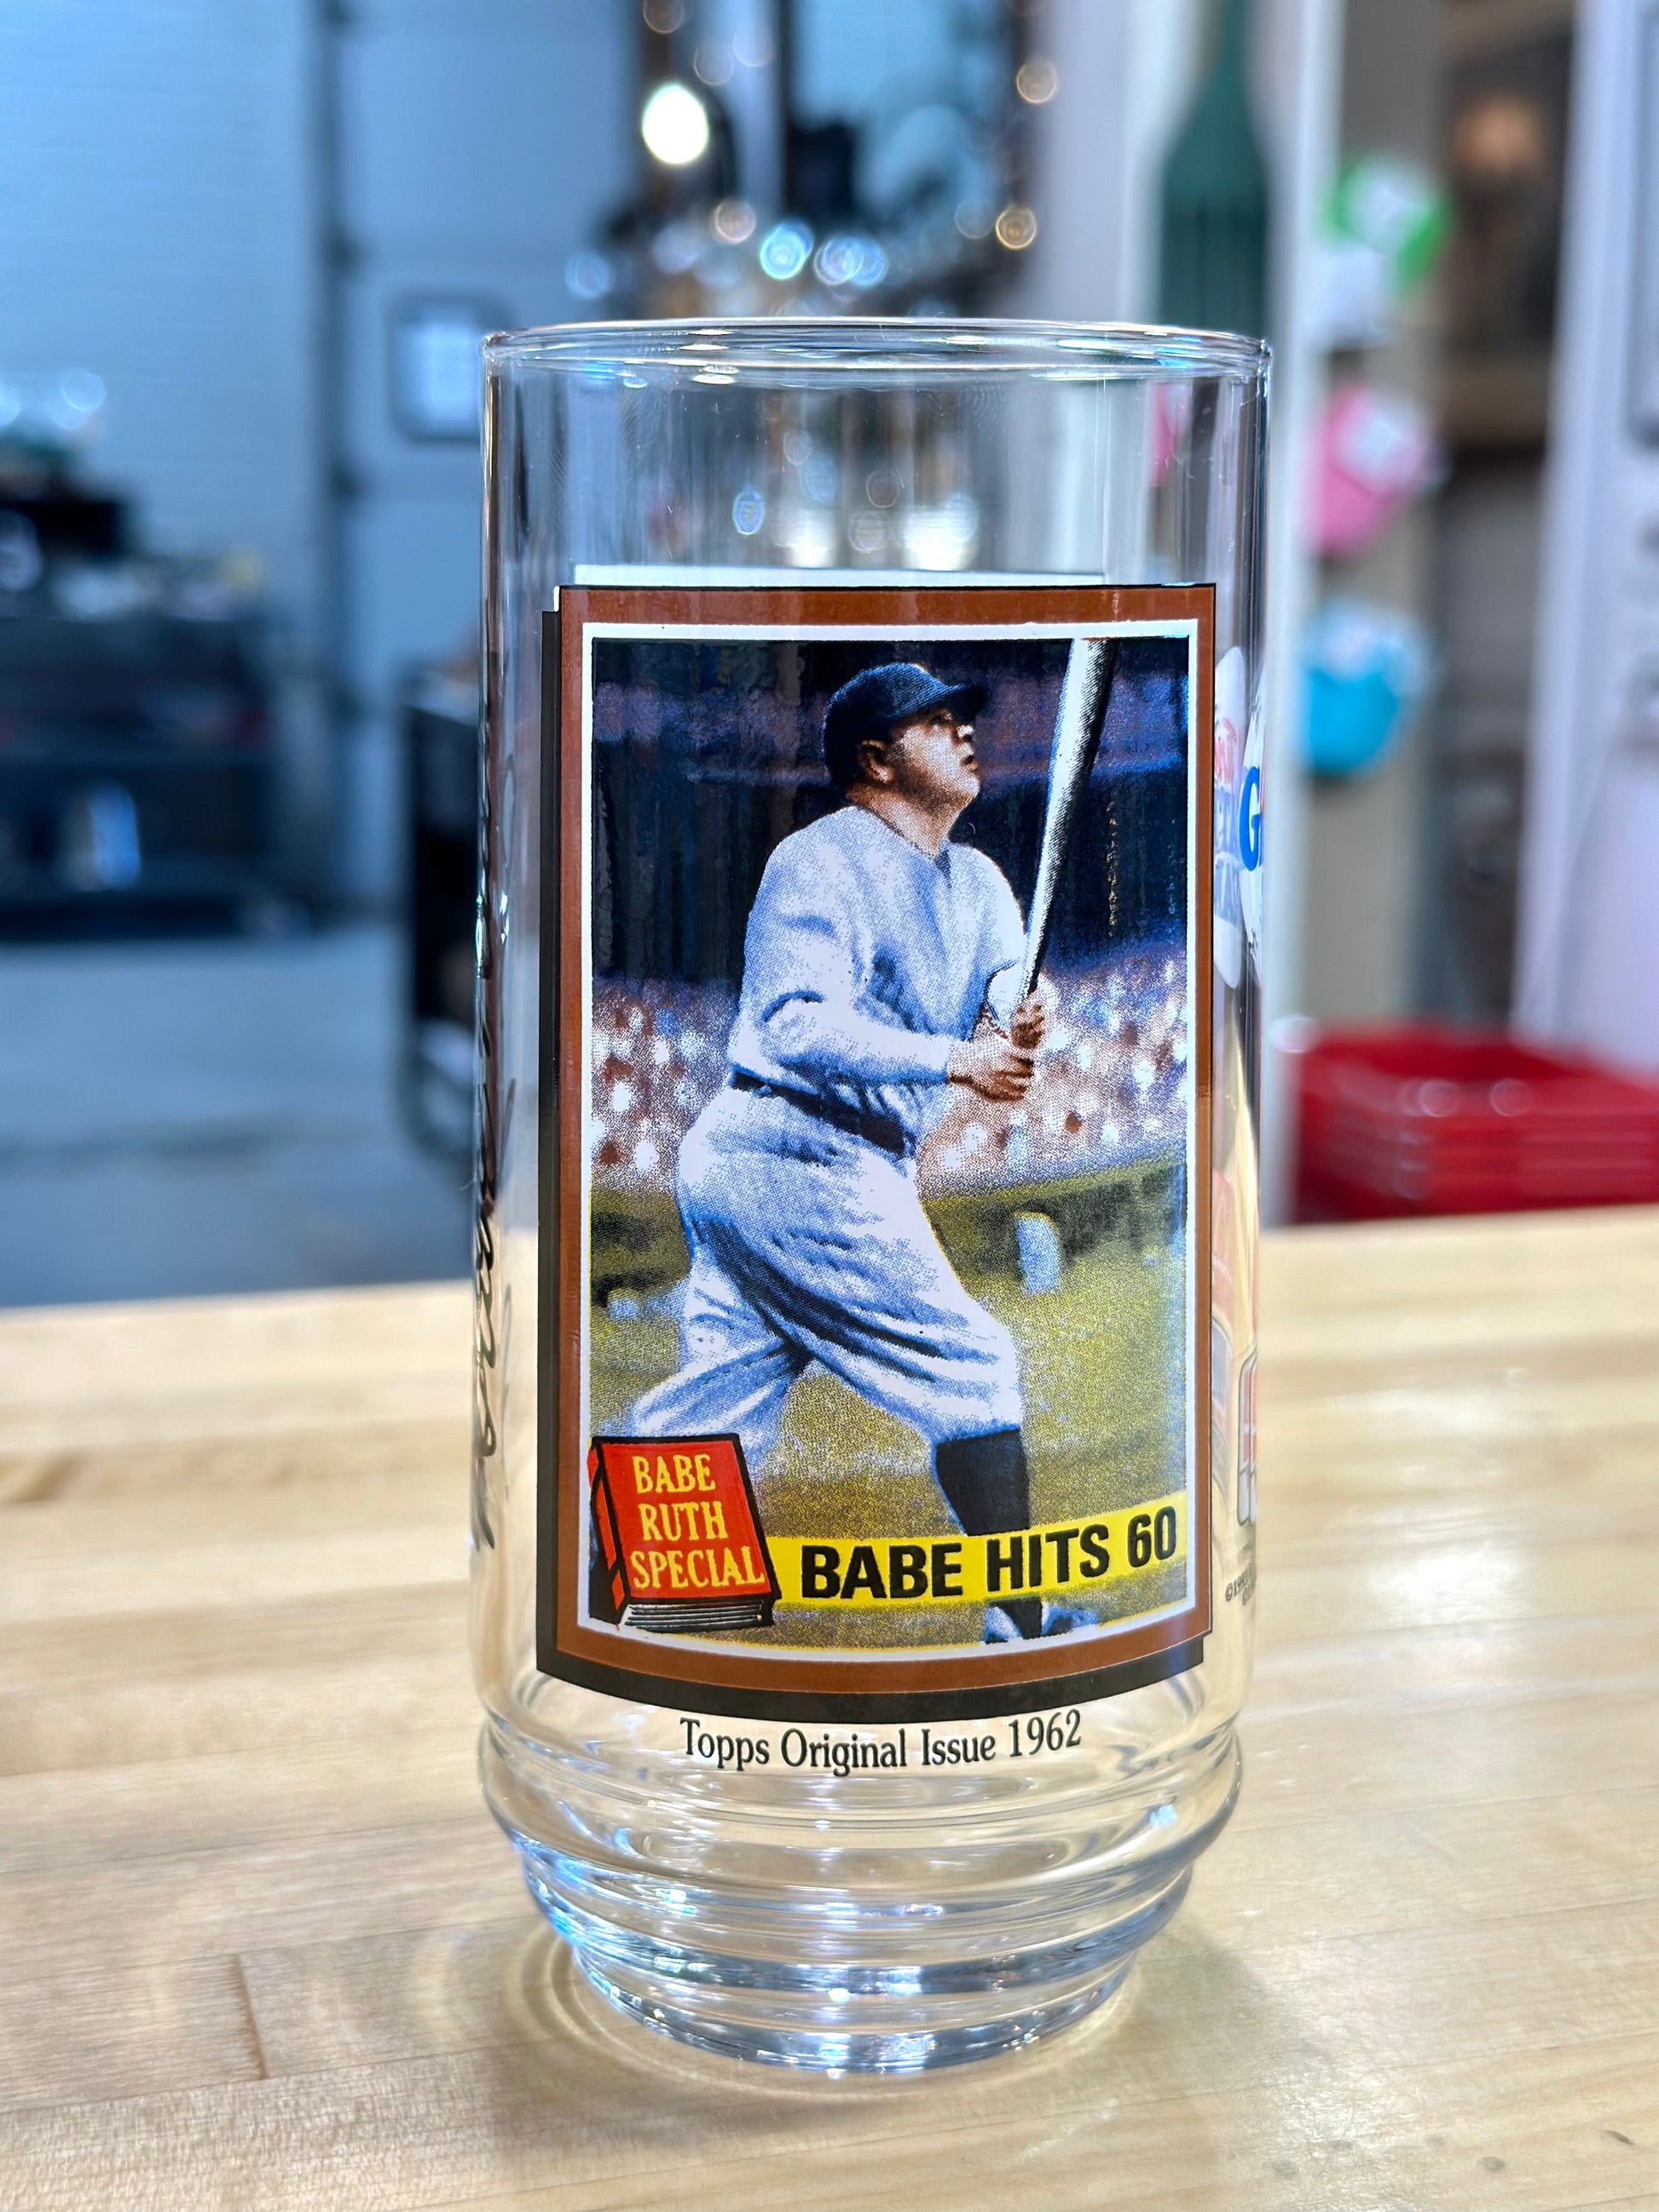 BABE
RUTH
SPECIAL
BABE HITS 60
Topps Original Issue 1962